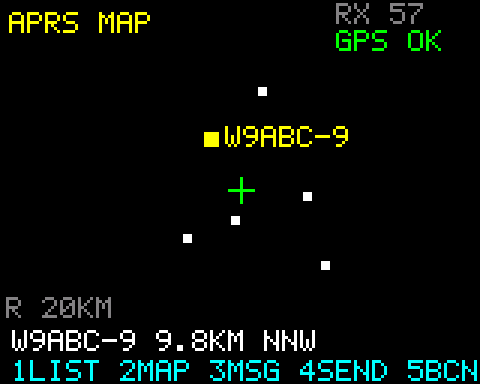 APRS MAP
RX 57
GPS OK
W9ABC-9
R 20KM
W9ABC-9 9.8KM NNW
1LIST 2MAP 3MSG 4SEND 5BCN